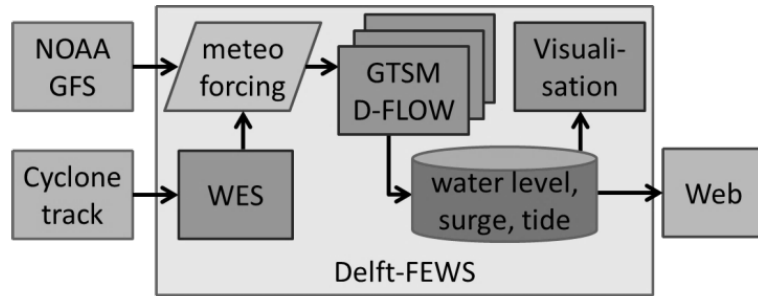 NOAA
GFS
meteo
forcing
GTSM
D-FLOW
Visuali-
sation
Cyclone
track
WES
water level,
surge, tide
Web
Delft-FEWS